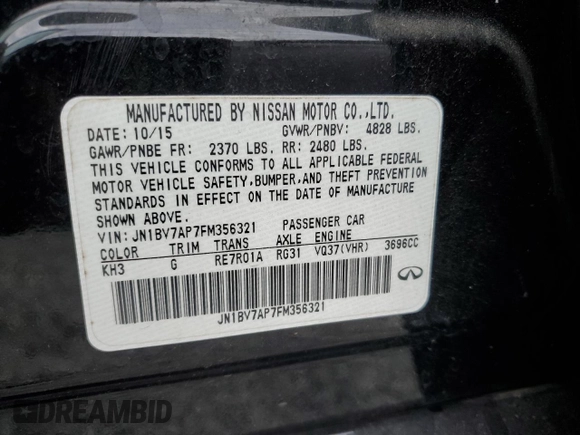 MANUFACTURED BY NISSAN MOTOR CO.,LTD.
DATE: 10/15 GVWR/PNBV: 4828 LBS.
GAWR/PNBE FR: 2370 LBS. RR: 2480 LBS.
THIS VEHICLE CONFORMS TO ALL APPLICABLE FEDERAL
MOTOR VEHICLE SAFETY, BUMPER, AND THEFT PREVENTION
STANDARDS IN EFFECT ON THE DATE OF MANUFACTURE
SHOWN ABOVE.
VIN: JN1BV7AP7FM356321 PASSENGER CAR
COLOR TRIM TRANS AXLE ENGINE
KH3 G RE7R01A RG31 VQ37(VHR) 3696CC
JN1BV7AP7FM356321
DREAMBID